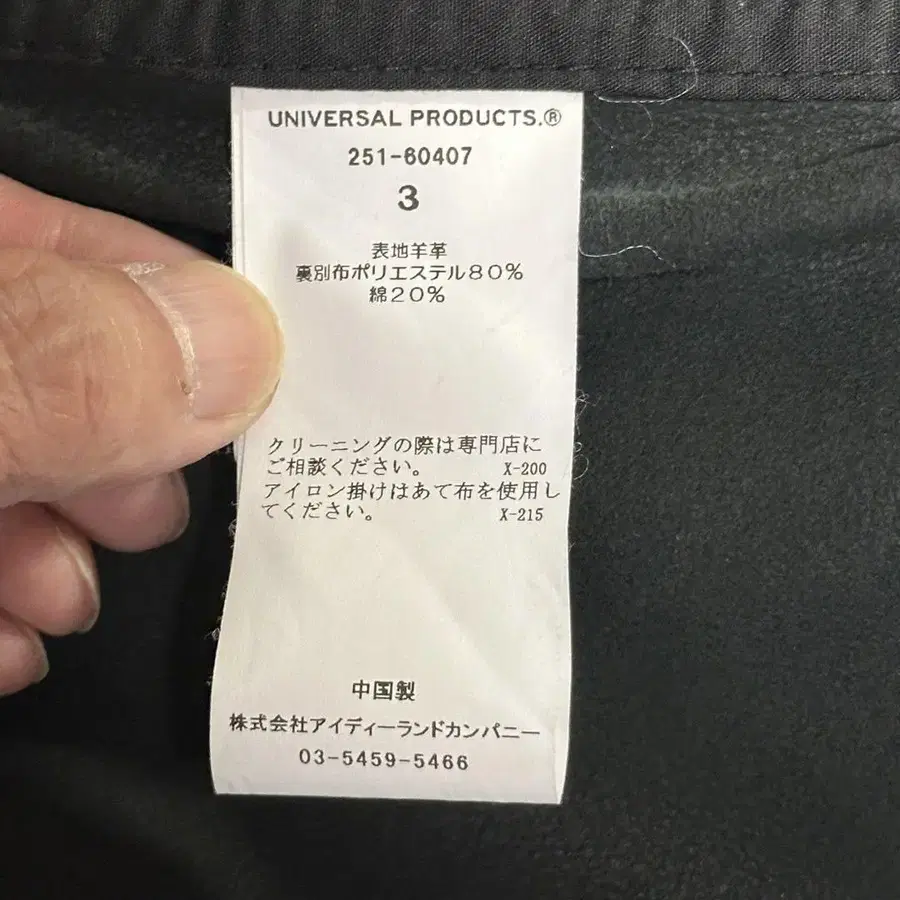 UNIVERSAL PRODUCTS.®
251-60407
3
表地羊革
裏別布ポリエステル80%
綿20%
クリーニングの際は専門店に
ご相談ください。 X-200
アイロン掛けはあて布を使用し
てください。 X-215
中国製
株式会社アイディーランドカンパニー
03-5459-5466